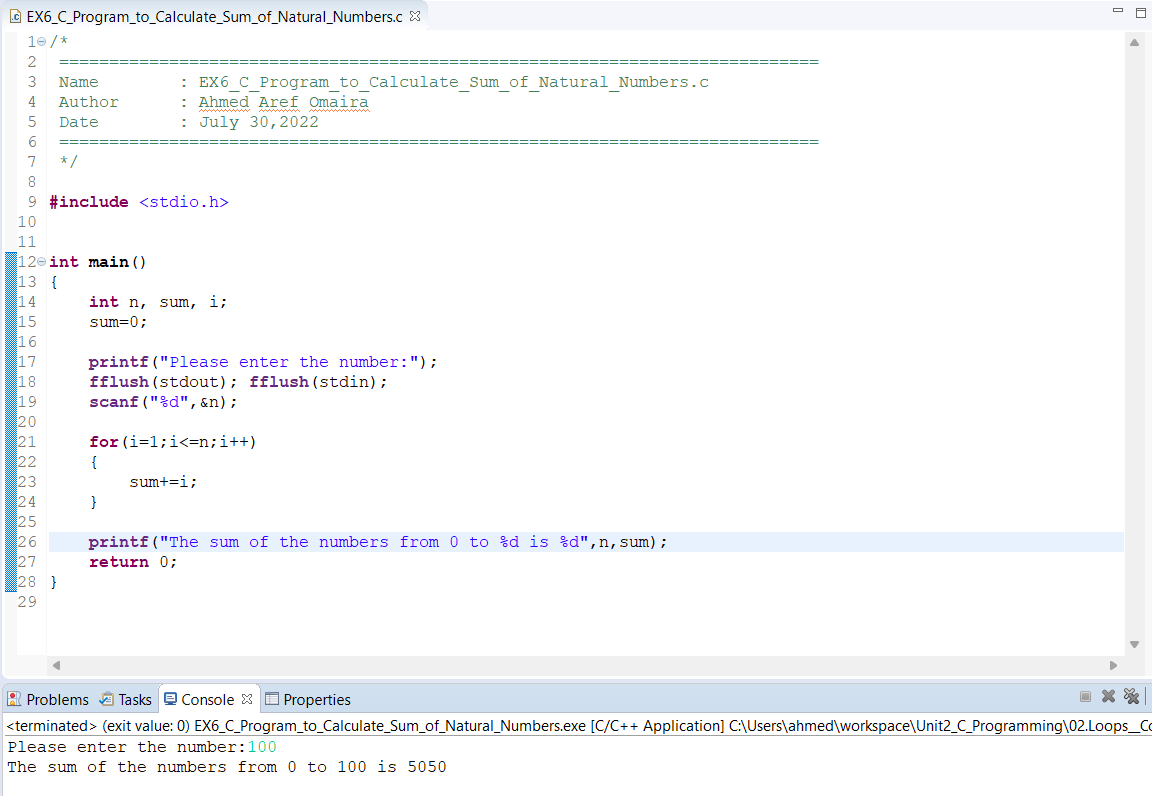 EX6_C_Program_to_Calculate_Sum_of_Natural_Numbers.c
1 /*
2 ============================================================================
3 Name        : EX6_C_Program_to_Calculate_Sum_of_Natural_Numbers.c
4 Author      : Ahmed Aref Omaira
5 Date        : July 30,2022
6 ============================================================================
7 */
8
9 #include <stdio.h>
10
11
12 int main()
13 {
14     int n, sum, i;
15     sum=0;
16
17     printf("Please enter the number:");
18     fflush(stdout); fflush(stdin);
19     scanf("%d",&n);
20
21     for(i=1;i<=n;i++)
22     {
23         sum+=i;
24     }
25
26     printf("The sum of the numbers from 0 to %d is %d",n,sum);
27     return 0;
28 }
29
Problems Tasks Console Properties
<terminated> (exit value: 0) EX6_C_Program_to_Calculate_Sum_of_Natural_Numbers.exe [C/C++ Application] C:\Users\ahmed\workspace\Unit2_C_Programming\02.Loops__Co
Please enter the number:100
The sum of the numbers from 0 to 100 is 5050